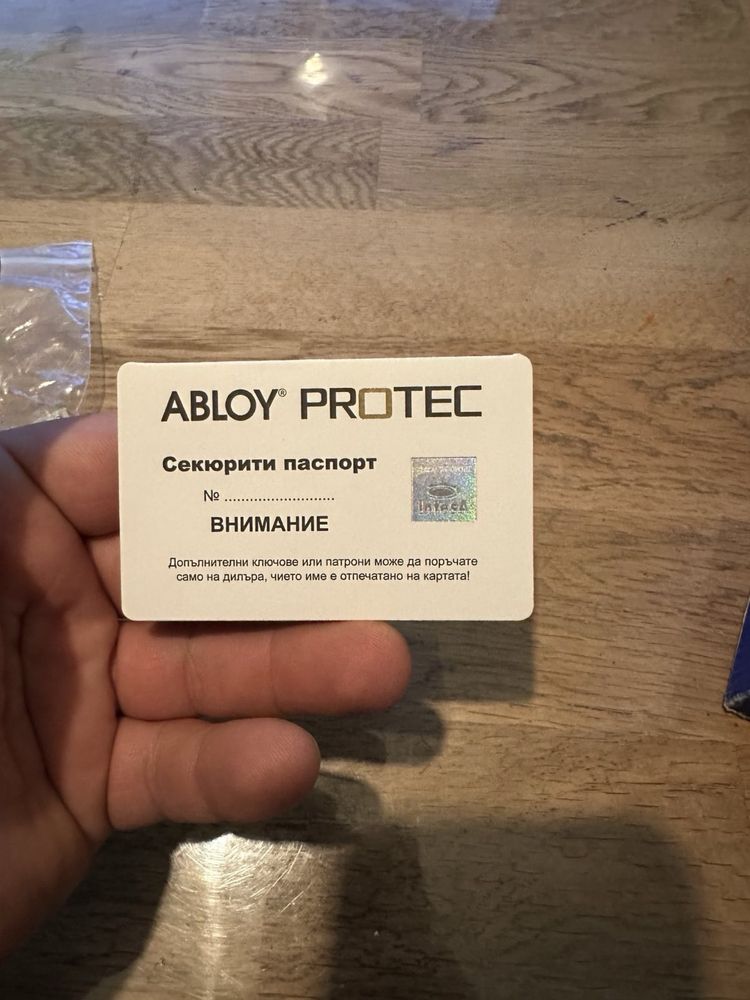 ABLOY® PROTEC
Секюрити паспорт
№ ..........................
ВНИМАНИЕ
Допълнителни ключове или патрони може да поръчате
само на дилъра, чието име е отпечатано на картата!